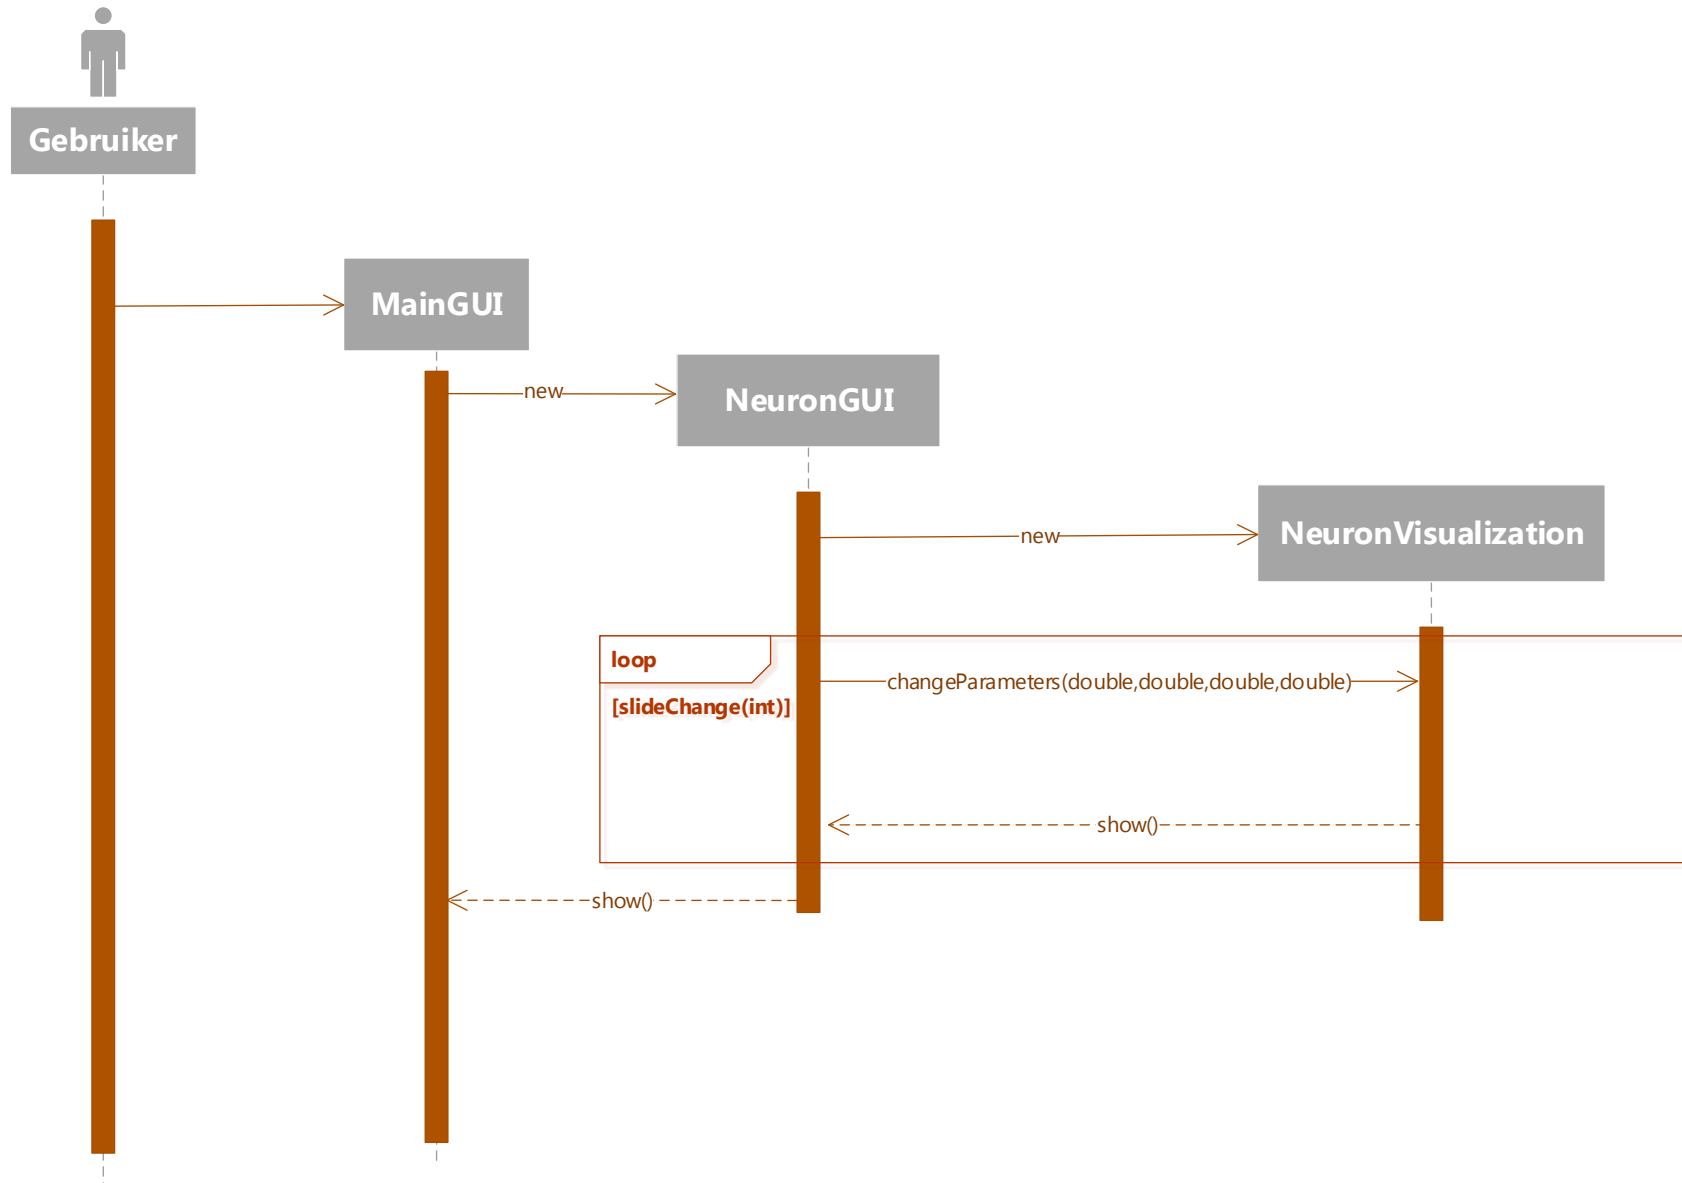 Gebruiker
MainGUI
new
NeuronGUI
new
NeuronVisualization
loop
changeParameters(double,double,double,double)
[slideChange(int)]
show()
show()